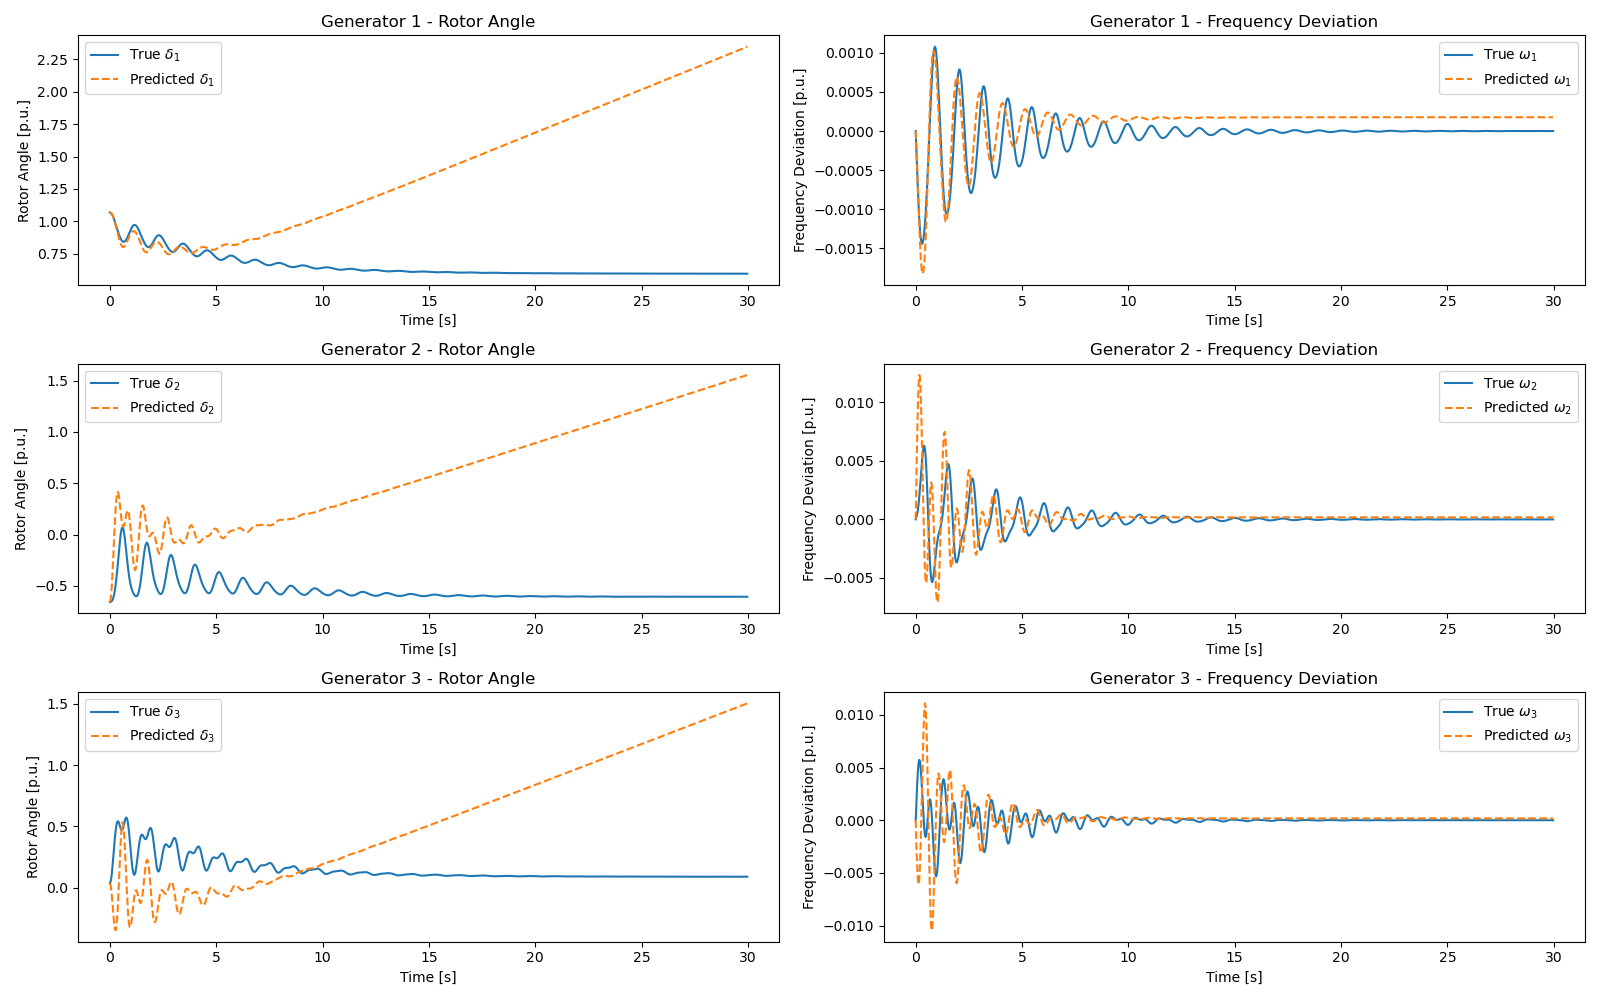 Generator 1 - Rotor Angle
Rotor Angle [p.u.]
2.25
2.00
1.75
1.50
1.25
1.00
0.75
True δ1
Predicted δ1
0 5 10 15 20 25 30
Time [s]
Generator 1 - Frequency Deviation
Frequency Deviation [p.u.]
0.0010
0.0005
0.0000
−0.0005
−0.0010
−0.0015
True ω1
Predicted ω1
0 5 10 15 20 25 30
Time [s]
Generator 2 - Rotor Angle
Rotor Angle [p.u.]
1.5
1.0
0.5
0.0
−0.5
True δ2
Predicted δ2
0 5 10 15 20 25 30
Time [s]
Generator 2 - Frequency Deviation
Frequency Deviation [p.u.]
0.010
0.005
0.000
−0.005
True ω2
Predicted ω2
0 5 10 15 20 25 30
Time [s]
Generator 3 - Rotor Angle
Rotor Angle [p.u.]
1.5
1.0
0.5
0.0
True δ3
Predicted δ3
0 5 10 15 20 25 30
Time [s]
Generator 3 - Frequency Deviation
Frequency Deviation [p.u.]
0.010
0.005
0.000
−0.005
−0.010
True ω3
Predicted ω3
0 5 10 15 20 25 30
Time [s]